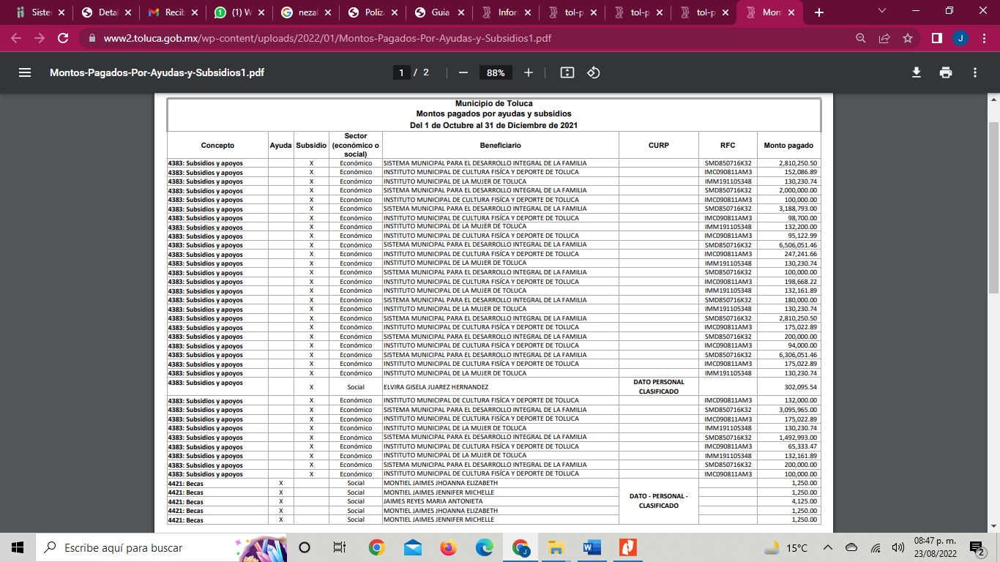 Sister
Detal
Recib
(1) W
neza
Poliz
Guia
Infor
tol-p
tol-p
tol-p
Mon
www2.toluca.gob.mx/wp-content/uploads/2022/01/Montos-Pagados-Por-Ayudas-y-Subsidios1.pdf
J
Montos-Pagados-Por-Ayudas-y-Subsidios1.pdf
1 / 2
88%
Municipio de Toluca
Montos pagados por ayudas y subsidios
Del 1 de Octubre al 31 de Diciembre de 2021
Concepto Ayuda Subsidio Sector (económico o social) Beneficiario CURP RFC Monto pagado
4383: Subsidios y apoyos X Económico SISTEMA MUNICIPAL PARA EL DESARROLLO INTEGRAL DE LA FAMILIA SMD850716K32 2,810,250.50
4383: Subsidios y apoyos X Económico INSTITUTO MUNICIPAL DE CULTURA FISÍCA Y DEPORTE DE TOLUCA IMC090811AM3 152,086.89
4383: Subsidios y apoyos X Económico INSTITUTO MUNICIPAL DE LA MUJER DE TOLUCA IMM191105348 130,230.74
4383: Subsidios y apoyos X Económico SISTEMA MUNICIPAL PARA EL DESARROLLO INTEGRAL DE LA FAMILIA SMD850716K32 2,000,000.00
4383: Subsidios y apoyos X Económico INSTITUTO MUNICIPAL DE CULTURA FISÍCA Y DEPORTE DE TOLUCA IMC090811AM3 100,000.00
4383: Subsidios y apoyos X Económico SISTEMA MUNICIPAL PARA EL DESARROLLO INTEGRAL DE LA FAMILIA SMD850716K32 3,188,793.00
4383: Subsidios y apoyos X Económico INSTITUTO MUNICIPAL DE CULTURA FISÍCA Y DEPORTE DE TOLUCA IMC090811AM3 98,700.00
4383: Subsidios y apoyos X Económico INSTITUTO MUNICIPAL DE LA MUJER DE TOLUCA IMM191105348 132,200.00
4383: Subsidios y apoyos X Económico INSTITUTO MUNICIPAL DE CULTURA FISÍCA Y DEPORTE DE TOLUCA IMC090811AM3 95,122.99
4383: Subsidios y apoyos X Económico SISTEMA MUNICIPAL PARA EL DESARROLLO INTEGRAL DE LA FAMILIA SMD850716K32 6,506,051.46
4383: Subsidios y apoyos X Económico INSTITUTO MUNICIPAL DE CULTURA FISÍCA Y DEPORTE DE TOLUCA IMC090811AM3 247,241.66
4383: Subsidios y apoyos X Económico INSTITUTO MUNICIPAL DE LA MUJER DE TOLUCA IMM191105348 130,230.74
4383: Subsidios y apoyos X Económico SISTEMA MUNICIPAL PARA EL DESARROLLO INTEGRAL DE LA FAMILIA SMD850716K32 100,000.00
4383: Subsidios y apoyos X Económico INSTITUTO MUNICIPAL DE CULTURA FISÍCA Y DEPORTE DE TOLUCA IMC090811AM3 198,668.22
4383: Subsidios y apoyos X Económico INSTITUTO MUNICIPAL DE LA MUJER DE TOLUCA IMM191105348 132,161.89
4383: Subsidios y apoyos X Económico SISTEMA MUNICIPAL PARA EL DESARROLLO INTEGRAL DE LA FAMILIA SMD850716K32 180,000.00
4383: Subsidios y apoyos X Económico INSTITUTO MUNICIPAL DE LA MUJER DE TOLUCA IMM191105348 130,230.74
4383: Subsidios y apoyos X Económico SISTEMA MUNICIPAL PARA EL DESARROLLO INTEGRAL DE LA FAMILIA SMD850716K32 2,810,250.50
4383: Subsidios y apoyos X Económico INSTITUTO MUNICIPAL DE CULTURA FISÍCA Y DEPORTE DE TOLUCA IMC090811AM3 175,022.89
4383: Subsidios y apoyos X Económico SISTEMA MUNICIPAL PARA EL DESARROLLO INTEGRAL DE LA FAMILIA SMD850716K32 200,000.00
4383: Subsidios y apoyos X Económico INSTITUTO MUNICIPAL DE CULTURA FISÍCA Y DEPORTE DE TOLUCA IMC090811AM3 94,000.00
4383: Subsidios y apoyos X Económico SISTEMA MUNICIPAL PARA EL DESARROLLO INTEGRAL DE LA FAMILIA SMD850716K32 6,306,051.46
4383: Subsidios y apoyos X Económico INSTITUTO MUNICIPAL DE CULTURA FISÍCA Y DEPORTE DE TOLUCA IMC090811AM3 175,022.89
4383: Subsidios y apoyos X Económico INSTITUTO MUNICIPAL DE LA MUJER DE TOLUCA IMM191105348 130,230.74
4383: Subsidios y apoyos X Social ELVIRA GISELA JUAREZ HERNANDEZ DATO PERSONAL CLASIFICADO 302,095.54
4383: Subsidios y apoyos X Económico INSTITUTO MUNICIPAL DE CULTURA FISÍCA Y DEPORTE DE TOLUCA IMC090811AM3 132,000.00
4383: Subsidios y apoyos X Económico SISTEMA MUNICIPAL PARA EL DESARROLLO INTEGRAL DE LA FAMILIA SMD850716K32 3,095,965.00
4383: Subsidios y apoyos X Económico INSTITUTO MUNICIPAL DE CULTURA FISÍCA Y DEPORTE DE TOLUCA IMC090811AM3 175,022.89
4383: Subsidios y apoyos X Económico INSTITUTO MUNICIPAL DE LA MUJER DE TOLUCA IMM191105348 130,230.74
4383: Subsidios y apoyos X Económico SISTEMA MUNICIPAL PARA EL DESARROLLO INTEGRAL DE LA FAMILIA SMD850716K32 1,492,993.00
4383: Subsidios y apoyos X Económico INSTITUTO MUNICIPAL DE CULTURA FISÍCA Y DEPORTE DE TOLUCA IMC090811AM3 65,333.47
4383: Subsidios y apoyos X Económico INSTITUTO MUNICIPAL DE LA MUJER DE TOLUCA IMM191105348 132,161.89
4383: Subsidios y apoyos X Económico SISTEMA MUNICIPAL PARA EL DESARROLLO INTEGRAL DE LA FAMILIA SMD850716K32 200,000.00
4383: Subsidios y apoyos X Económico INSTITUTO MUNICIPAL DE CULTURA FISÍCA Y DEPORTE DE TOLUCA IMC090811AM3 100,000.00
4421: Becas X Social MONTIEL JAIMES JHOANNA ELIZABETH 1,250.00
4421: Becas X Social MONTIEL JAIMES JENNIFER MICHELLE 1,250.00
4421: Becas X Social JAIMES REYES MARIA ANTONIETA 4,125.00
4421: Becas X Social MONTIEL JAIMES JHOANNA ELIZABETH 1,250.00
4421: Becas X Social MONTIEL JAIMES JENNIFER MICHELLE 1,250.00
DATO - PERSONAL -
CLASIFICADO
Escribe aquí para buscar
15°C
08:47 p. m.
23/08/2022
2